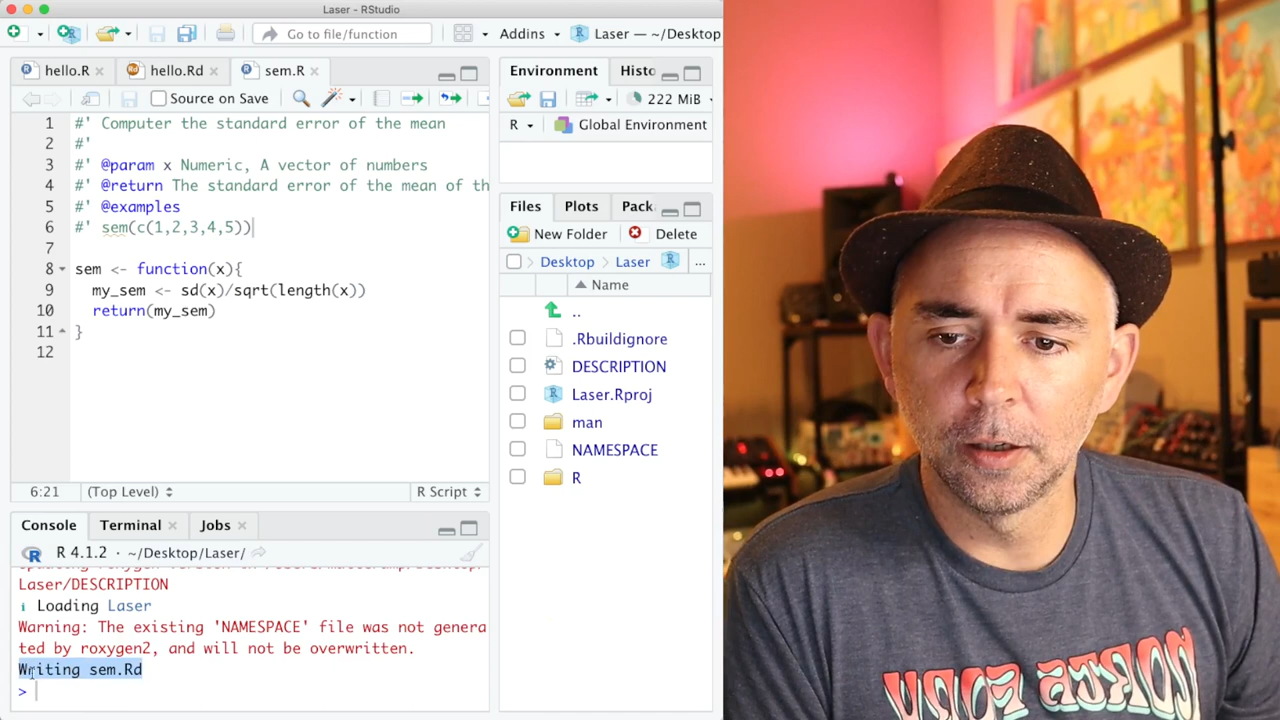 Laser - RStudio
Go to file/function
Addins
Laser — ~/Desktop
hello.R
hello.Rd
sem.R
Source on Save
1 #' Computer the standard error of the mean
2 #'
3 #' @param x Numeric, A vector of numbers
4 #' @return The standard error of the mean of th
5 #' @examples
6 #' sem(c(1,2,3,4,5))
7
8 sem <- function(x){
9 my_sem <- sd(x)/sqrt(length(x))
10 return(my_sem)
11 }
12
6:21 (Top Level) R Script
Console Terminal Jobs
R 4.1.2 · ~/Desktop/Laser/
Laser/DESCRIPTION
i Loading Laser
Warning: The existing 'NAMESPACE' file was not genera
ted by roxygen2, and will not be overwritten.
Writing sem.Rd
>
Environment Histo
222 MiB
R Global Environment
Files Plots Pack
New Folder Delete
Desktop Laser ...
Name
..
.Rbuildignore
DESCRIPTION
Laser.Rproj
man
NAMESPACE
R